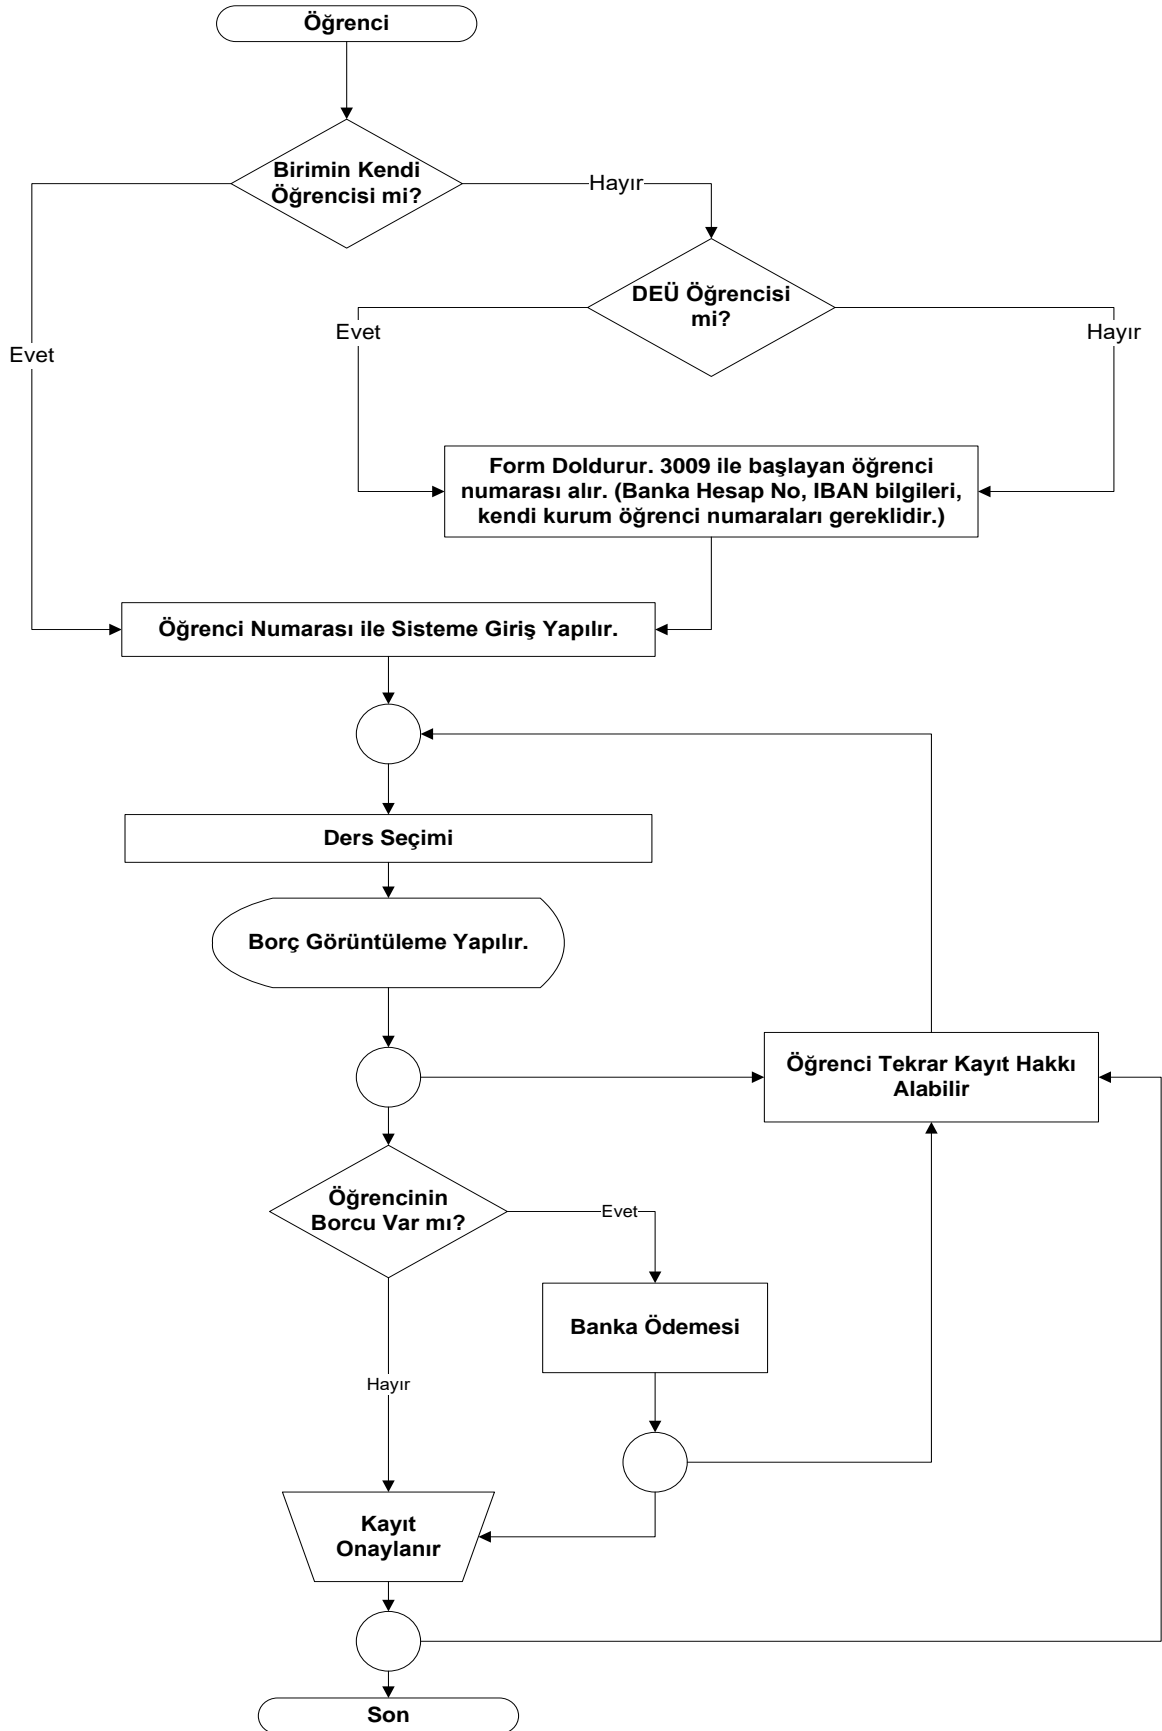 Öğrenci
Birimin Kendi
Öğrencisi mi?
Hayır
DEÜ Öğrencisi
mi?
Evet
Evet
Hayır
Form Doldurur. 3009 ile başlayan öğrenci
numarası alır. (Banka Hesap No, IBAN bilgileri,
kendi kurum öğrenci numaraları gereklidir.)
Öğrenci Numarası ile Sisteme Giriş Yapılır.
Ders Seçimi
Borç Görüntüleme Yapılır.
Öğrenci Tekrar Kayıt Hakkı
Alabilir
Öğrencinin
Borcu Var mı?
Evet
Banka Ödemesi
Hayır
Kayıt
Onaylanır
Son